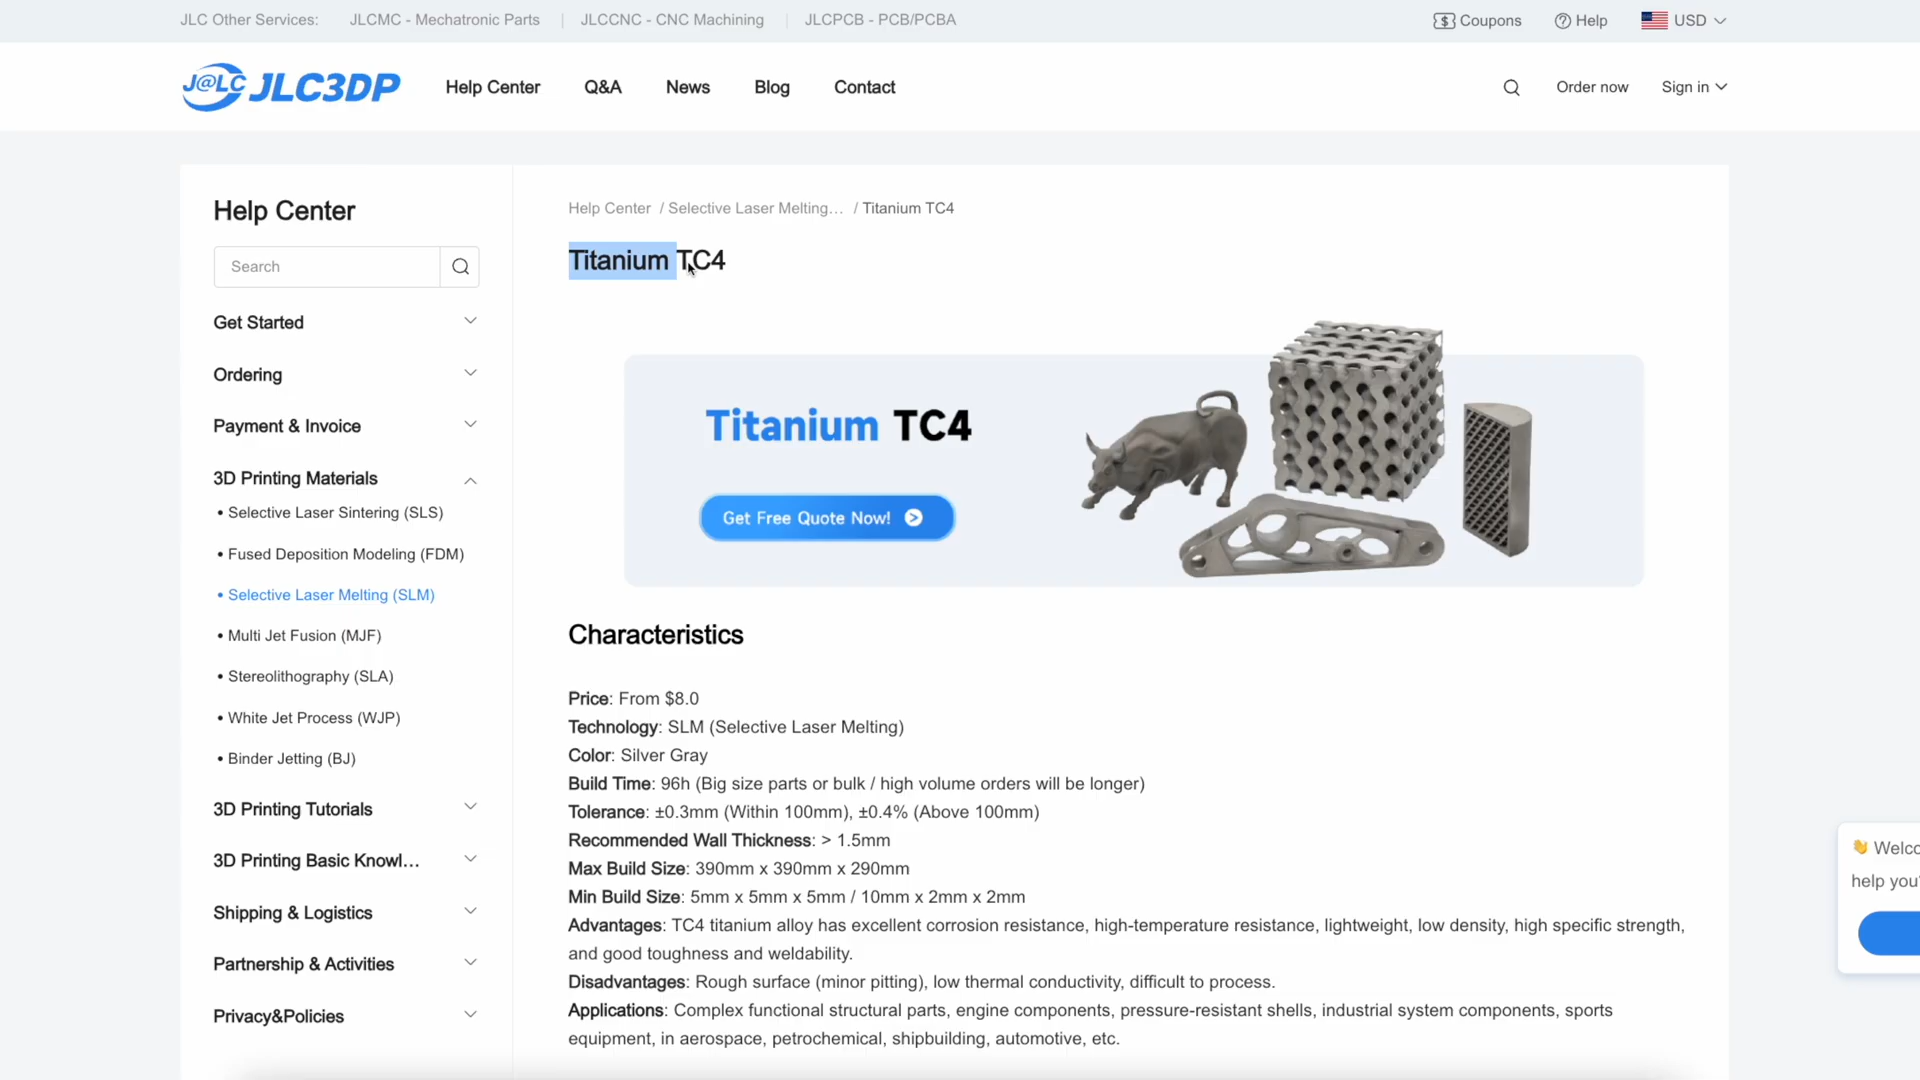 JLC Other Services:
JLCMC - Mechatronic Parts
JLCCNC - CNC Machining
JLCPCB - PCB/PCBA
Coupons
Help
USD
J@LC JLC3DP
Help Center
Q&A
News
Blog
Contact
Order now
Sign in
Help Center
Search
Get Started
Ordering
Payment & Invoice
3D Printing Materials
• Selective Laser Sintering (SLS)
• Fused Deposition Modeling (FDM)
• Selective Laser Melting (SLM)
• Multi Jet Fusion (MJF)
• Stereolithography (SLA)
• White Jet Process (WJP)
• Binder Jetting (BJ)
3D Printing Tutorials
3D Printing Basic Knowl...
Shipping & Logistics
Partnership & Activities
Privacy&Policies
Help Center / Selective Laser Melting... / Titanium TC4
Titanium TC4
Titanium TC4
Get Free Quote Now!
Characteristics
Price: From $8.0
Technology: SLM (Selective Laser Melting)
Color: Silver Gray
Build Time: 96h (Big size parts or bulk / high volume orders will be longer)
Tolerance: ±0.3mm (Within 100mm), ±0.4% (Above 100mm)
Recommended Wall Thickness: > 1.5mm
Max Build Size: 390mm x 390mm x 290mm
Min Build Size: 5mm x 5mm x 5mm / 10mm x 2mm x 2mm
Advantages: TC4 titanium alloy has excellent corrosion resistance, high-temperature resistance, lightweight, low density, high specific strength,
and good toughness and weldability.
Disadvantages: Rough surface (minor pitting), low thermal conductivity, difficult to process.
Applications: Complex functional structural parts, engine components, pressure-resistant shells, industrial system components, sports
equipment, in aerospace, petrochemical, shipbuilding, automotive, etc.
👋 Welco
help you?